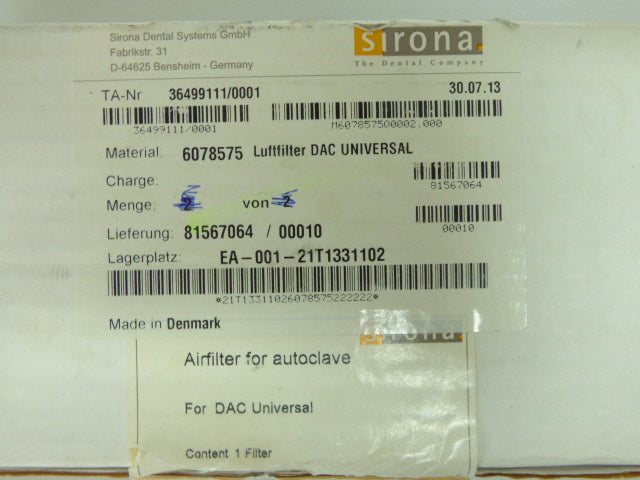 Sirona Dental Systems GmbH
Fabrikstr. 31
D-64625 Bensheim - Germany
sirona.
The Dental Company
TA-Nr 36499111/0001 30.07.13
36499111/0001 M607857500002,000
Material: 6078575 Luftfilter DAC UNIVERSAL
Charge: 81567064
Menge: 2 von 2
00010
Lieferung: 81567064 / 00010
Lagerplatz: EA-001-21T1331102
*21T13311026078575222222*
Made in Denmark
sirona.
Airfilter for autoclave
For DAC Universal
Content 1 Filter